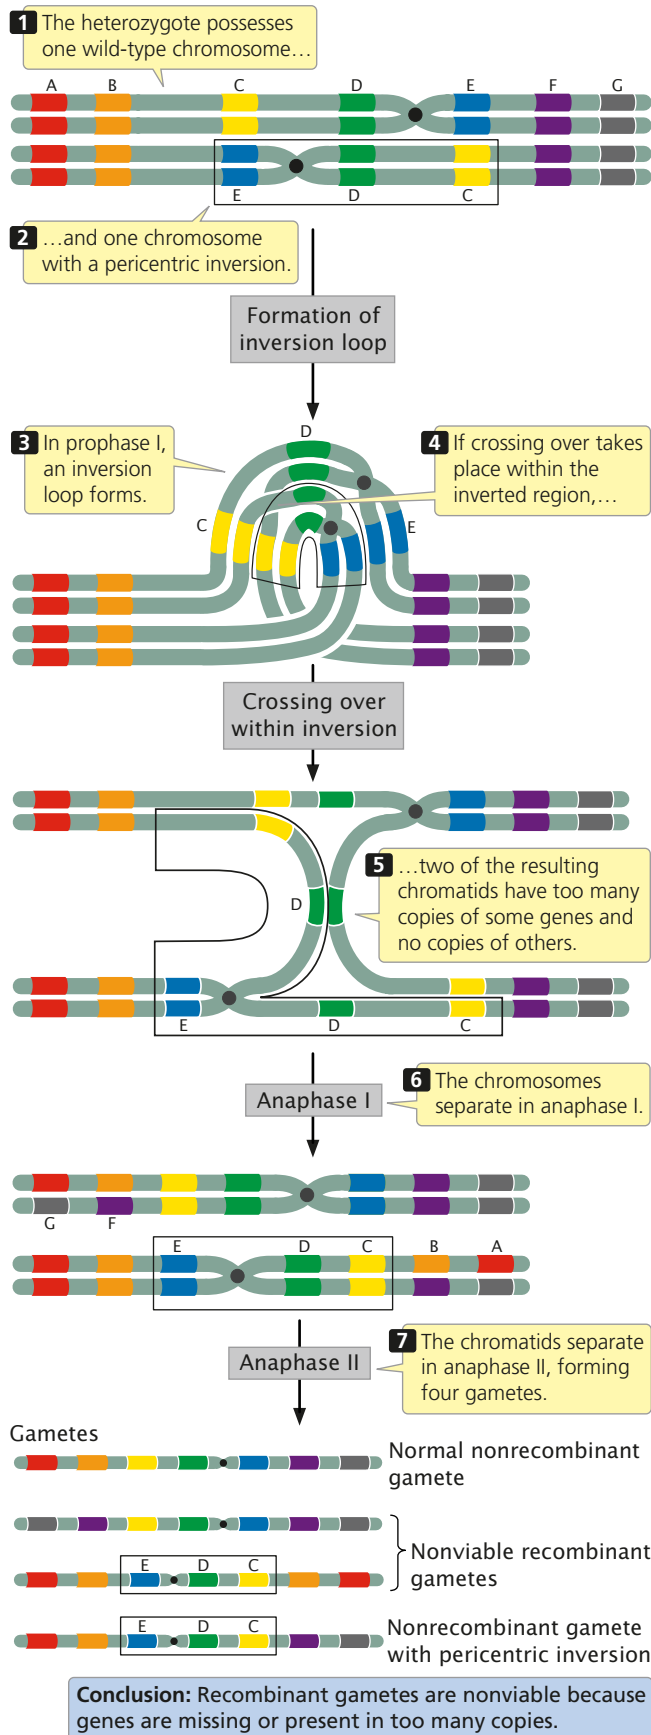 1 The heterozygote possesses
one wild-type chromosome…
A B C D E F G
E D C
2 …and one chromosome
with a pericentric inversion.
Formation of
inversion loop
3 In prophase I,
an inversion
loop forms.
D
4 If crossing over takes
place within the
inverted region,…
C E
Crossing over
within inversion
5 …two of the resulting
chromatids have too many
copies of some genes and
no copies of others.
D
E D C
Anaphase I
6 The chromosomes
separate in anaphase I.
G F
E D C B A
Anaphase II
7 The chromatids separate
in anaphase II, forming
four gametes.
Gametes
Normal nonrecombinant
gamete
Nonviable recombinant
gametes
E D C
E D C
Nonrecombinant gamete
with pericentric inversion
Conclusion: Recombinant gametes are nonviable because
genes are missing or present in too many copies.